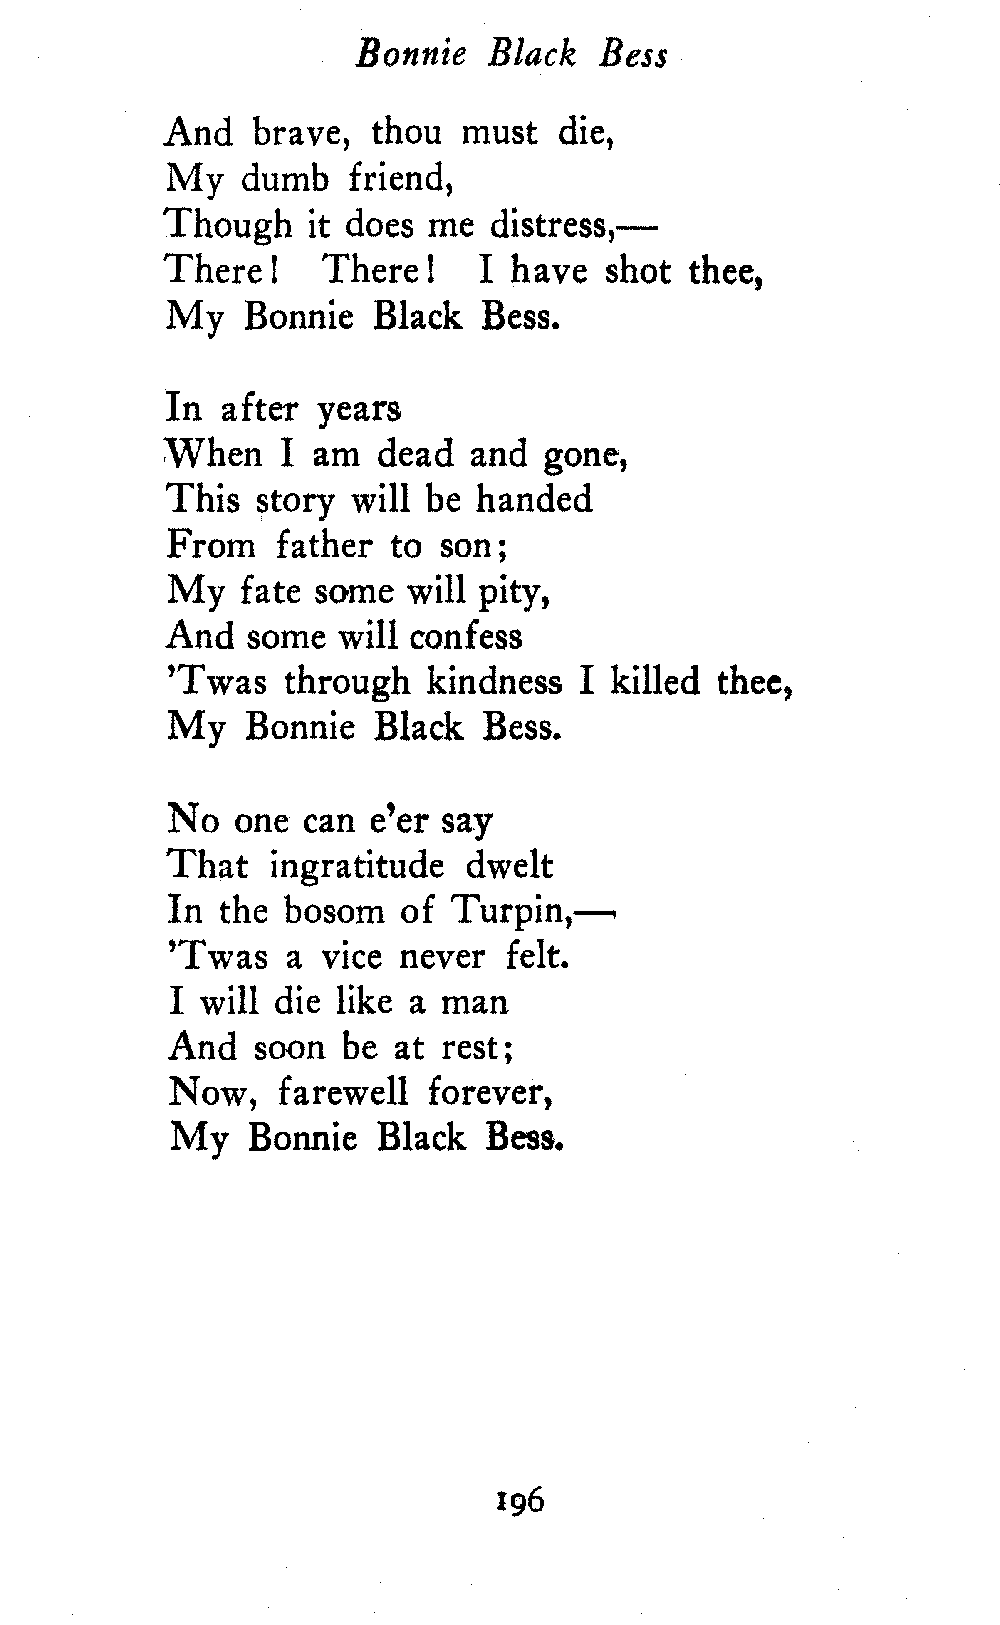 Bonnie Black Bess
And brave, thou must die,
My dumb friend,
Though it does me distress,—
There! There! I have shot thee,
My Bonnie Black Bess.
In after years
When I am dead and gone,
This story will be handed
From father to son;
My fate some will pity,
And some will confess
'Twas through kindness I killed thee,
My Bonnie Black Bess.
No one can e'er say
That ingratitude dwelt
In the bosom of Turpin,—
'Twas a vice never felt.
I will die like a man
And soon be at rest;
Now, farewell forever,
My Bonnie Black Bess.
196